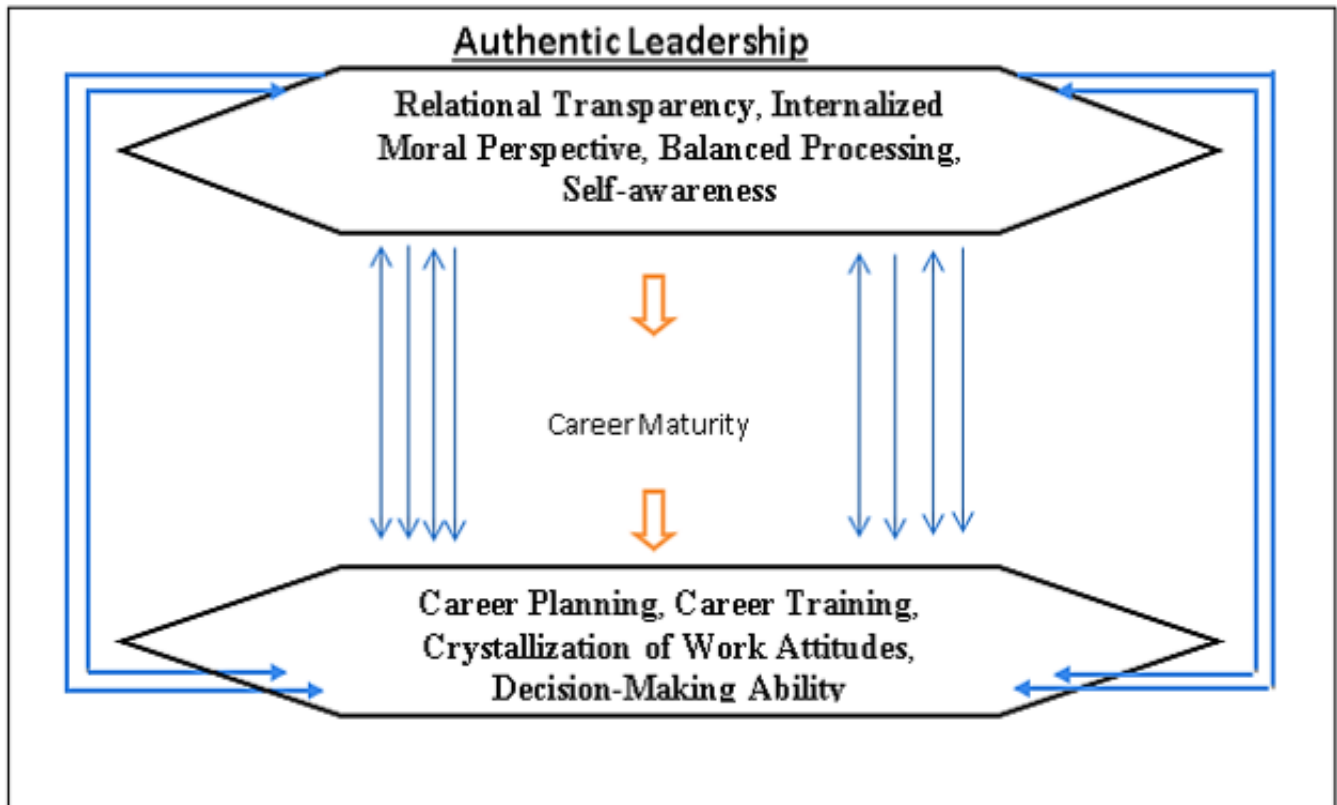 Authentic Leadership
Relational Transparency, Internalized
Moral Perspective, Balanced Processing,
Self-awareness
Career Maturity
Career Planning, Career Training,
Crystallization of Work Attitudes,
Decision-Making Ability